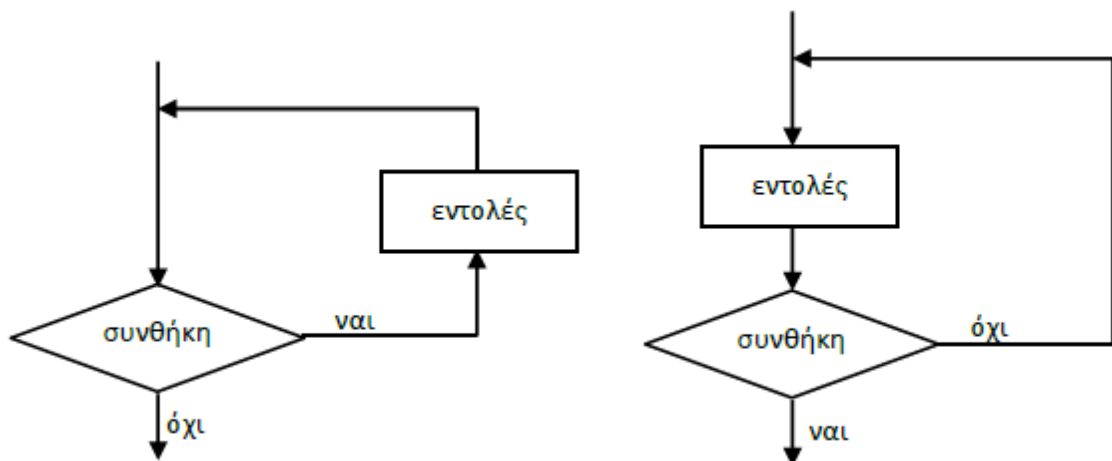 εντολές
συνθήκη
ναι
όχι
εντολές
συνθήκη
όχι
ναι